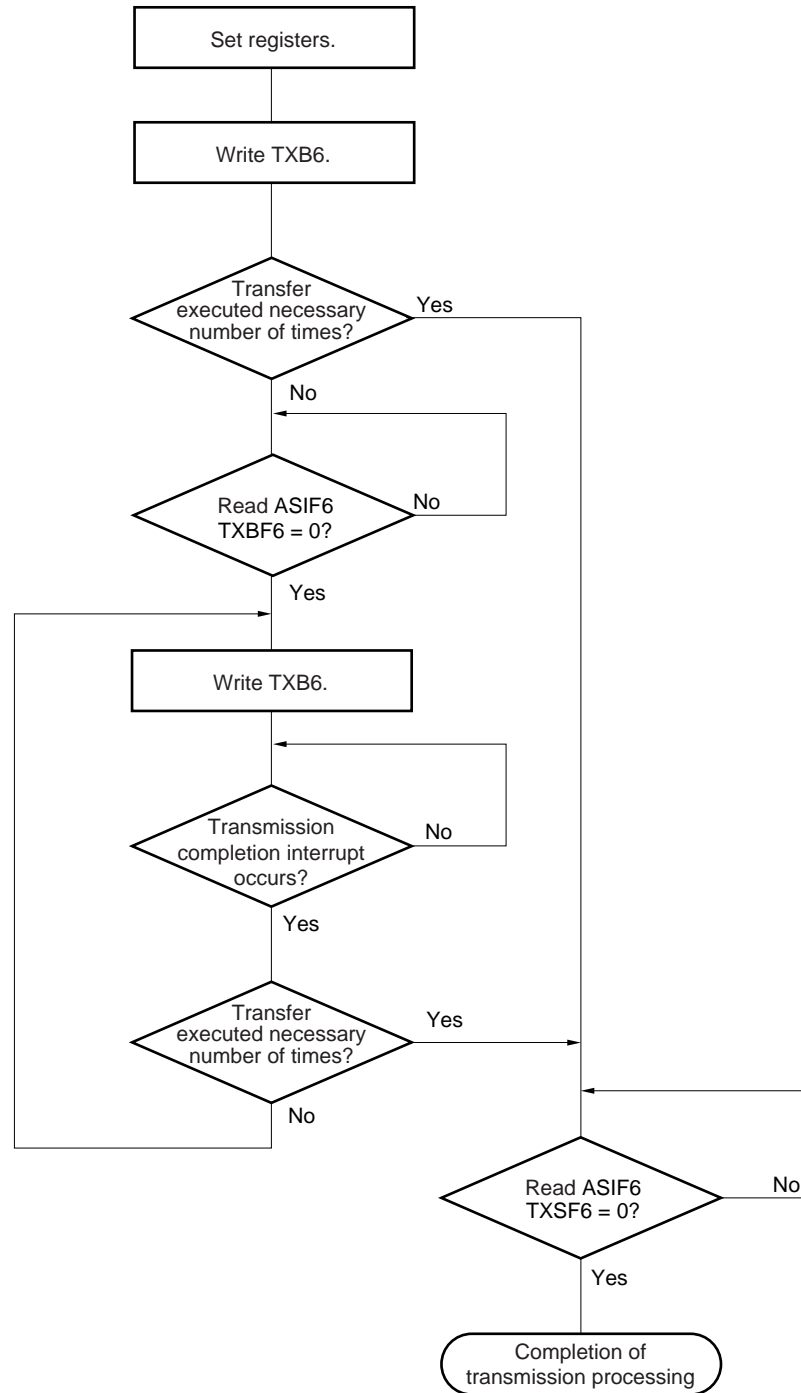 Set registers.
Write TXB6.
Transfer
executed necessary
number of times?
Yes
No
Read ASIF6
TXBF6 = 0?
No
Yes
Write TXB6.
Transmission
completion interrupt
occurs?
No
Yes
Transfer
executed necessary
number of times?
Yes
No
Read ASIF6
TXSF6 = 0?
No
Yes
Completion of
transmission processing